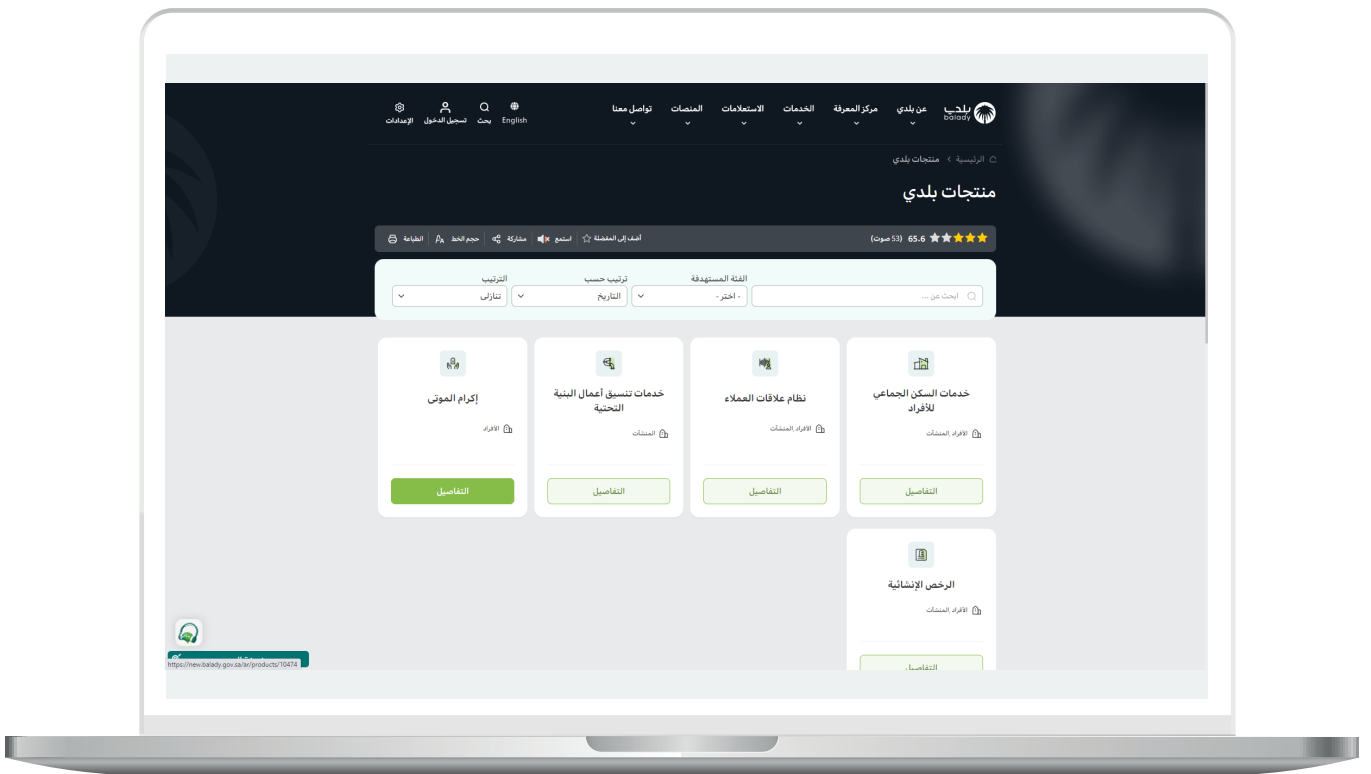 بلدي
balady
عن بلدي
مركز المعرفة
الخدمات
الاستعلامات
المنصات
تواصل معنا
English
بحث
تسجيل الدخول
الإعدادات
الرئيسية › منتجات بلدي
منتجات بلدي
65.6 (53 صوت)
أضف إلى المفضلة
استمع
مشاركة
حجم الخط
الطباعة
الفئة المستهدفة
ترتيب حسب
الترتيب
ابحث عن ...
- اختر -
التاريخ
تنازلى
خدمات السكن الجماعي
للأفراد
الأفراد, المنشآت
التفاصيل
نظام علاقات العملاء
الأفراد, المنشآت
التفاصيل
خدمات تنسيق أعمال البنية
التحتية
المنشآت
التفاصيل
إكرام الموتى
الأفراد
التفاصيل
الرخص الإنشائية
الأفراد, المنشآت
التفاصيل
https://new.balady.gov.sa/ar/products/10474